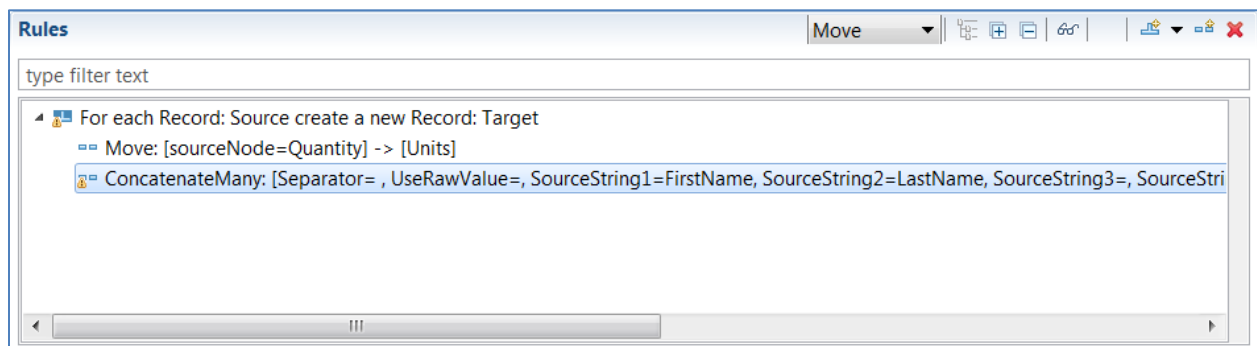 Rules
Move
type filter text
For each Record: Source create a new Record: Target
Move: [sourceNode=Quantity] -> [Units]
ConcatenateMany: [Separator= , UseRawValue=, SourceString1=FirstName, SourceString2=LastName, SourceString3=, SourceStri